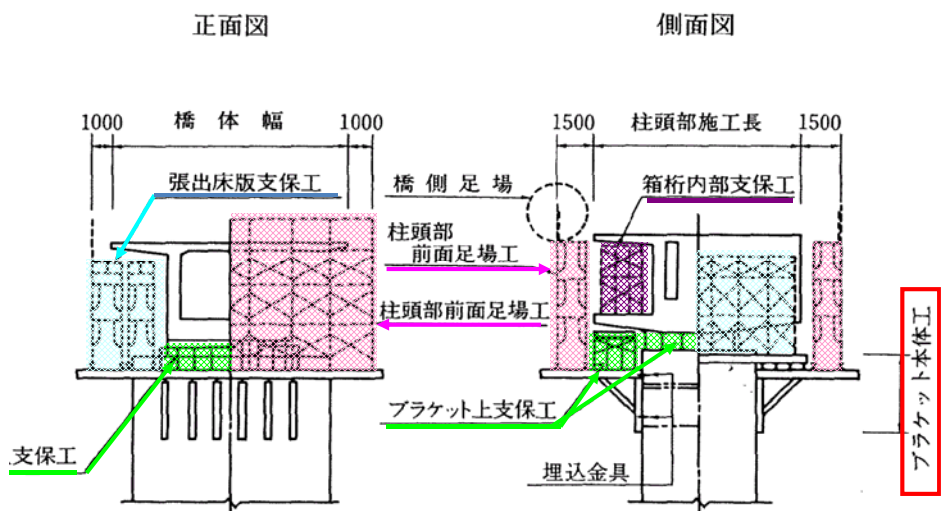 正面図
側面図
1000 橋体幅 1000
1500 柱頭部施工長 1500
張出床版支保工
橋側足場
箱桁内部支保工
柱頭部
前面足場工
柱頭部前面足場工
ブラケット上支保工
支保工
埋込金具
ブラケット本体工